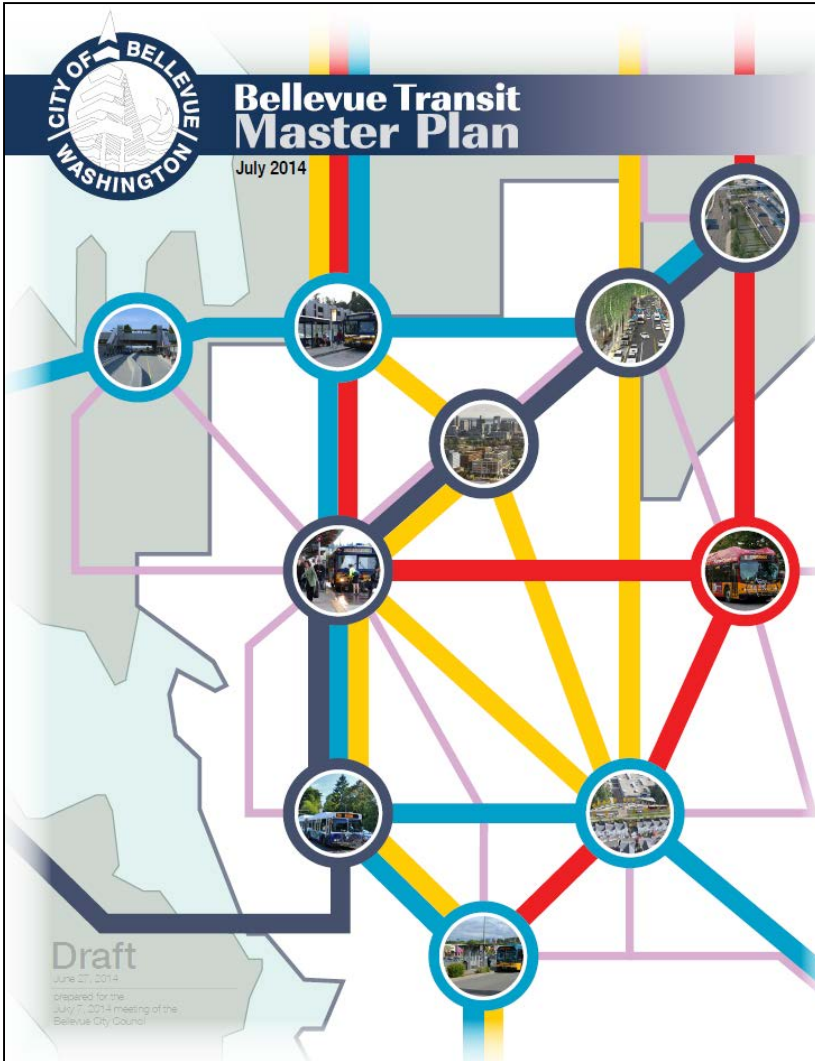 CITY OF BELLEVUE
WASHINGTON
Bellevue Transit
Master Plan
July 2014
Draft
June 27, 2014
prepared for the
July 7, 2014 meeting of the
Bellevue City Council